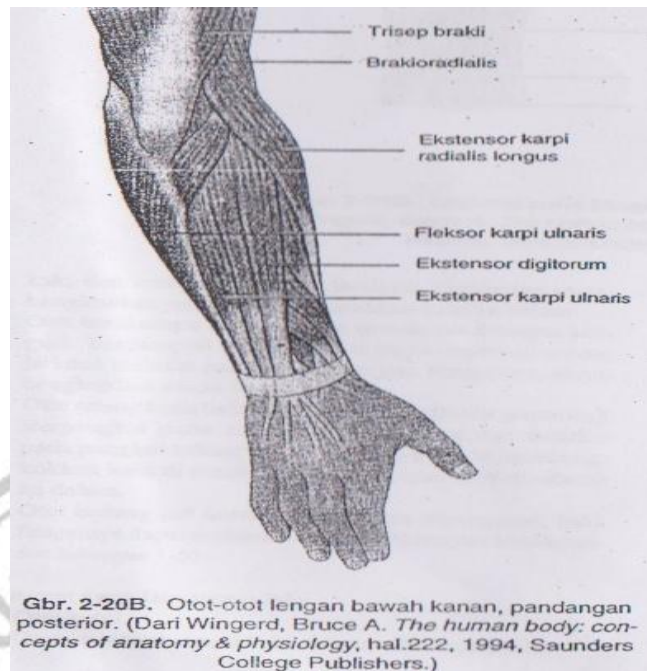 Trisep brakii
Brakioradialis
Ekstensor karpi
radialis longus
Fleksor karpi ulnaris
Ekstensor digitorum
Ekstensor karpi ulnaris
Gbr. 2-20B. Otot-otot lengan bawah kanan, pandangan
posterior. (Dari Wingerd, Bruce A. The human body: con-
cepts of anatomy & physiology, hal.222, 1994, Saunders
College Publishers.)